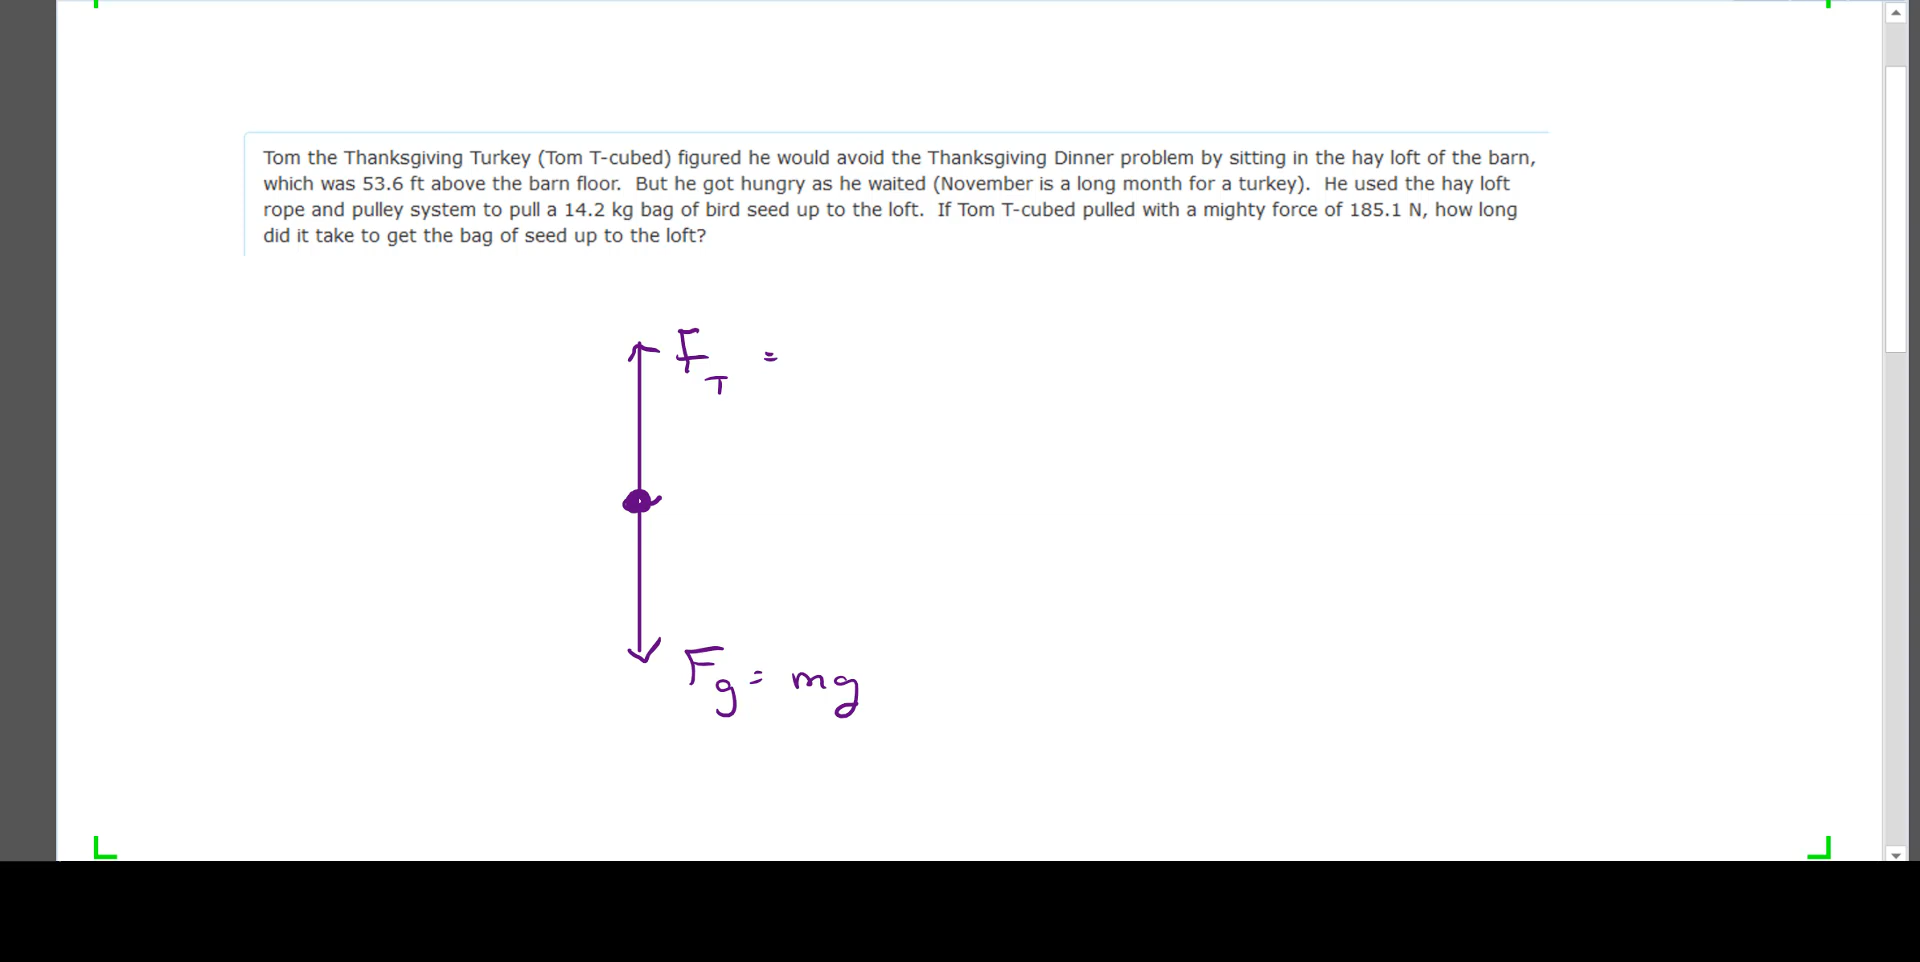 Tom the Thanksgiving Turkey (Tom T-cubed) figured he would avoid the Thanksgiving Dinner problem by sitting in the hay loft of the barn,
which was 53.6 ft above the barn floor.  But he got hungry as he waited (November is a long month for a turkey).  He used the hay loft
rope and pulley system to pull a 14.2 kg bag of bird seed up to the loft.  If Tom T-cubed pulled with a mighty force of 185.1 N, how long
did it take to get the bag of seed up to the loft?
F_T =
F_g = mg